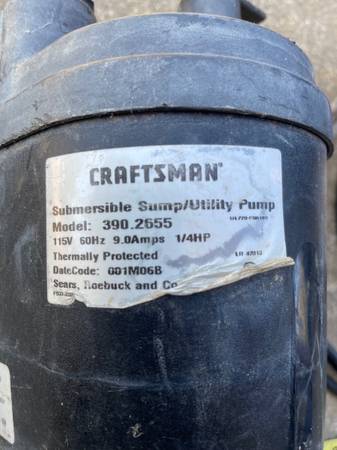 CRAFTSMAN
Submersible Sump/Utility Pump
Model: 390.2655
115V 60Hz 9.0Amps 1/4HP
Thermally Protected
DateCode: 001M06B
Sears, Roebuck and Co